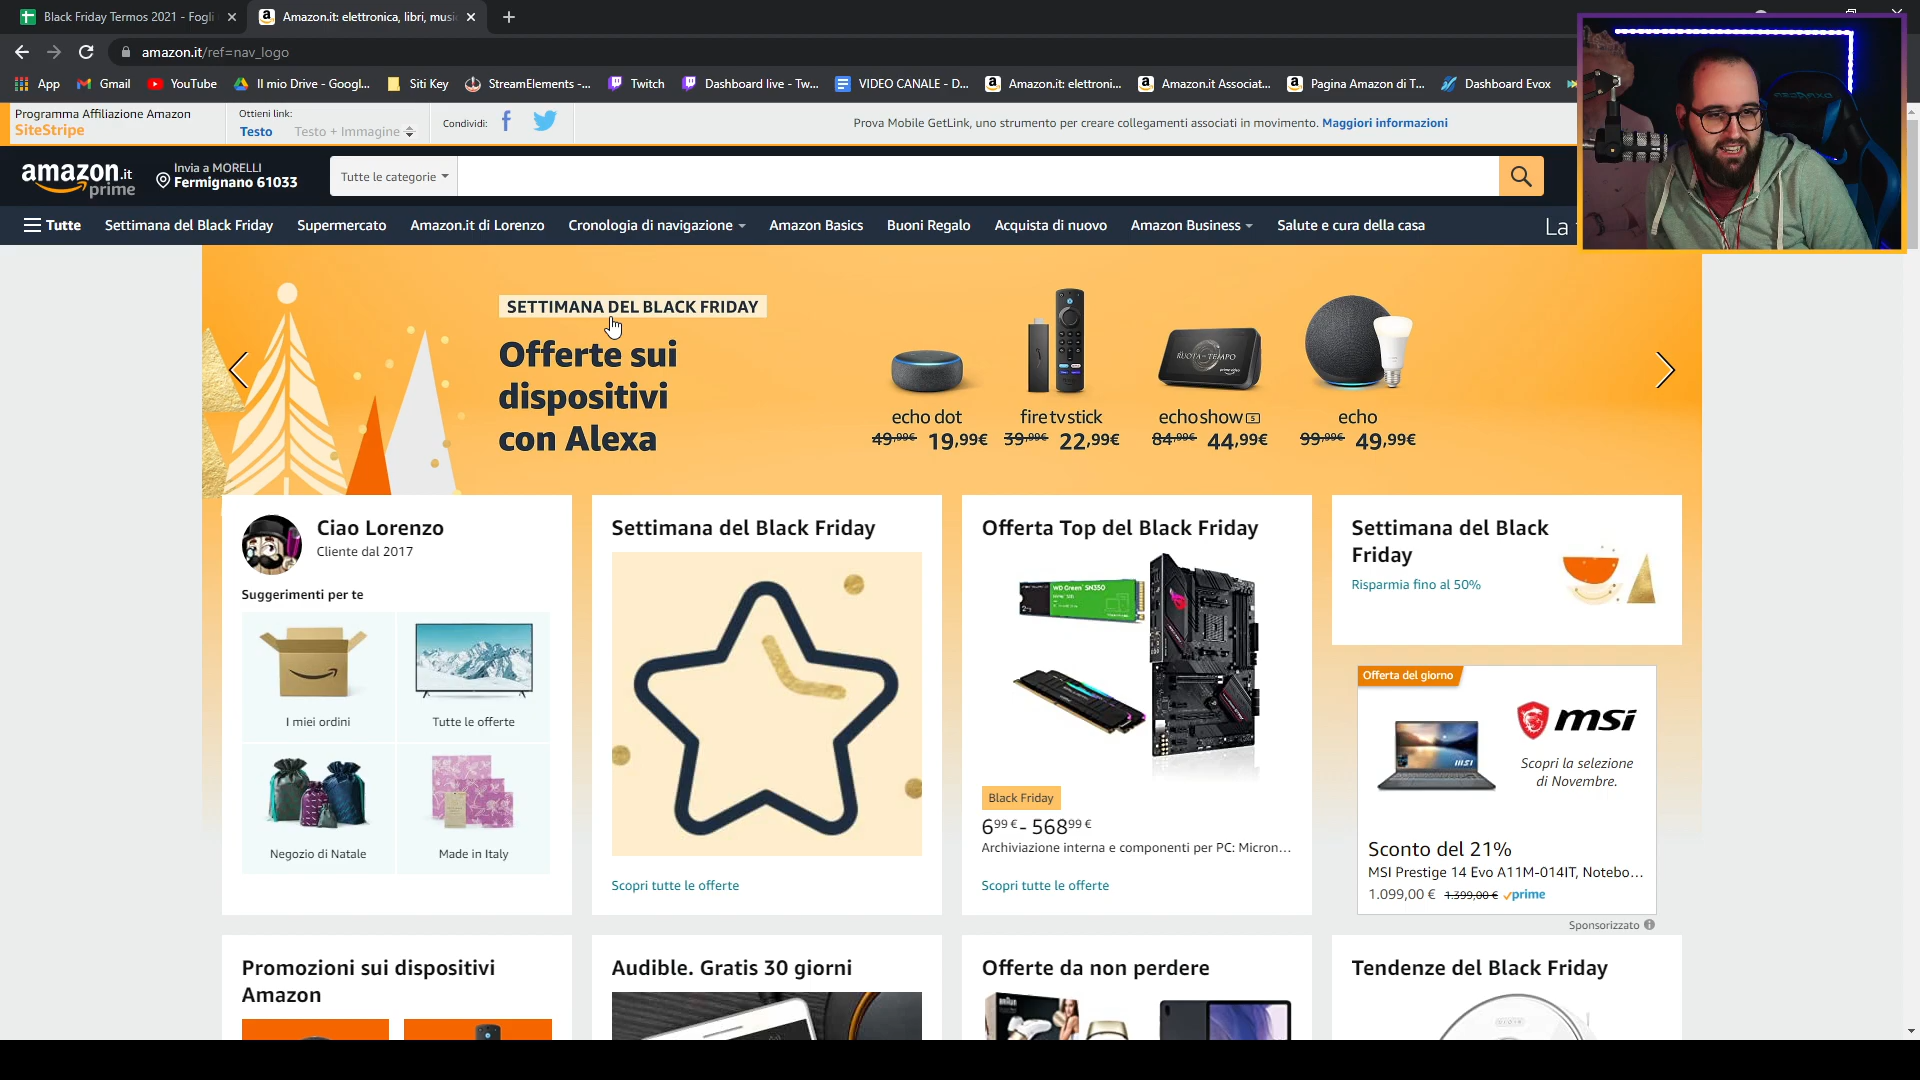 Black Friday Termos 2021 - Fogli
Amazon.it: elettronica, libri, musi
amazon.it/ref=nav_logo
App
Gmail
YouTube
Il mio Drive - Googl...
Siti Key
StreamElements -...
Twitch
Dashboard live - Tw...
VIDEO CANALE - D...
Amazon.it: elettroni...
Amazon.it Associat...
Pagina Amazon di T...
Dashboard Evox
Programma Affiliazione Amazon
SiteStripe
Ottieni link:
Testo
Testo + Immagine
Condividi:
Prova Mobile GetLink, uno strumento per creare collegamenti associati in movimento. Maggiori informazioni
amazon.it
prime
Invia a MORELLI
Fermignano 61033
Tutte le categorie
Tutte
Settimana del Black Friday
Supermercato
Amazon.it di Lorenzo
Cronologia di navigazione
Amazon Basics
Buoni Regalo
Acquista di nuovo
Amazon Business
Salute e cura della casa
La
SETTIMANA DEL BLACK FRIDAY
Offerte sui
dispositivi
con Alexa
RUOTA TEMPO
prime video
echo dot
49,99€ 19,99€
fire tv stick
39,99€ 22,99€
echo show 5
84,99€ 44,99€
echo
99,99€ 49,99€
Ciao Lorenzo
Cliente dal 2017
Suggerimenti per te
I miei ordini
Tutte le offerte
Negozio di Natale
Made in Italy
Settimana del Black Friday
Scopri tutte le offerte
Offerta Top del Black Friday
WD Green SN350
Black Friday
6,99 € - 568,99 €
Archiviazione interna e componenti per PC: Micron...
Scopri tutte le offerte
Settimana del Black
Friday
Risparmia fino al 50%
Offerta del giorno
msi
Scopri la selezione
di Novembre.
msi
Sconto del 21%
MSI Prestige 14 Evo A11M-014IT, Notebo...
1.099,00 € 1.399,00 € prime
Sponsorizzato
Promozioni sui dispositivi
Amazon
Audible. Gratis 30 giorni
Offerte da non perdere
BRAUN
Tendenze del Black Friday